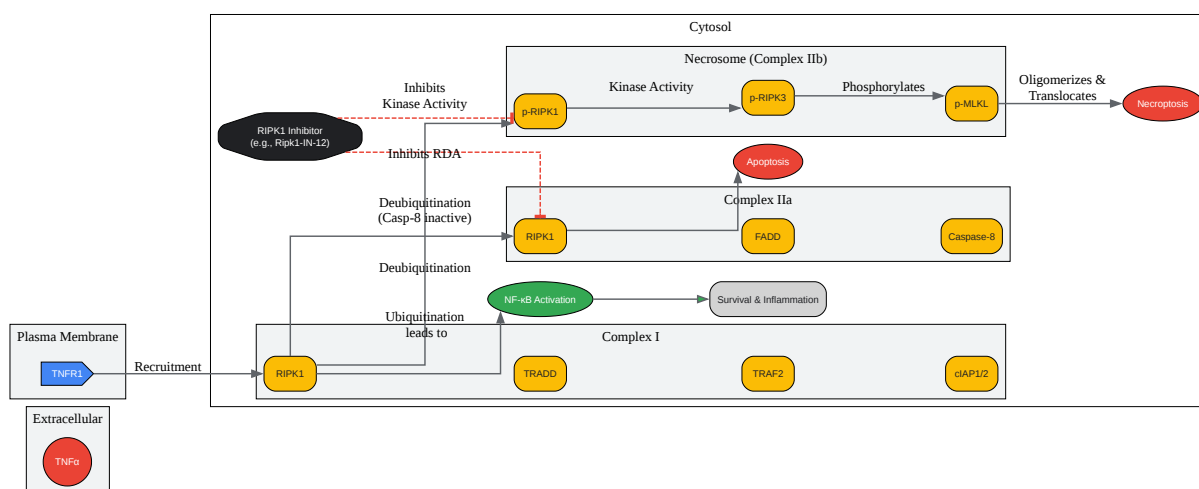 Cytosol
Necrosome (Complex IIb)
Inhibits
Kinase Activity
Kinase Activity
Phosphorylates
Oligomerizes &
Translocates
p-RIPK1
p-RIPK3
p-MLKL
Necroptosis
RIPK1 Inhibitor
(e.g., Ripk1-IN-12)
Inhibits RDA
Apoptosis
Complex IIa
Deubiquitination
(Casp-8 inactive)
RIPK1
FADD
Caspase-8
Deubiquitination
NF-κB Activation
Survival & Inflammation
Ubiquitination
leads to
Complex I
Plasma Membrane
TNFR1
Recruitment
RIPK1
TRADD
TRAF2
cIAP1/2
Extracellular
TNFα